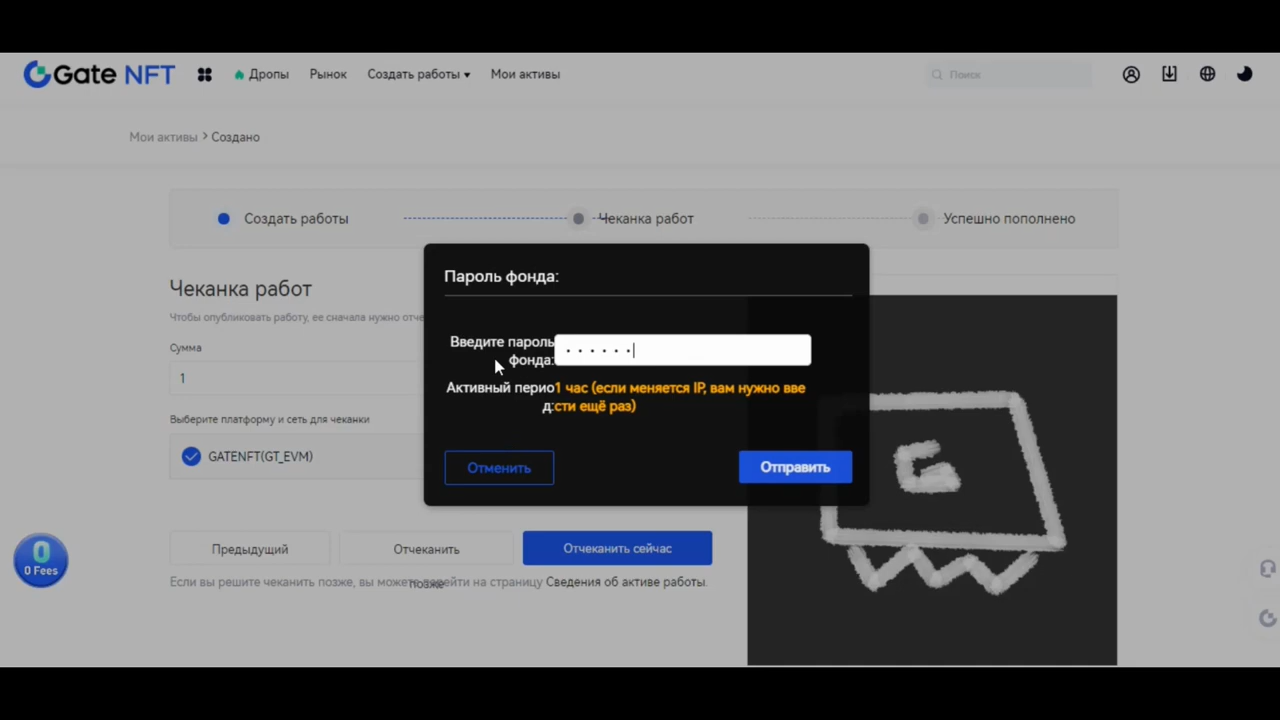 Gate NFT
Дропы
Рынок
Создать работы
Мои активы
Поиск
Мои активы > Создано
Создать работы
Чеканка работ
Успешно пополнено
Чеканка работ
Чтобы опубликовать работу, ее сначала нужно отче
Сумма
1
Выберите платформу и сеть для чеканки
GATENFT(GT_EVM)
Предыдущий
Отчеканить
позже
Отчеканить сейчас
Если вы решите чеканить позже, вы можете перейти на страницу Сведения об активе работы.
0
0 Fees
Пароль фонда:
Введите пароль
фонда:
Активный перио
д:
1 час (если меняется IP, вам нужно вве
сти ещё раз)
Отменить
Отправить
G